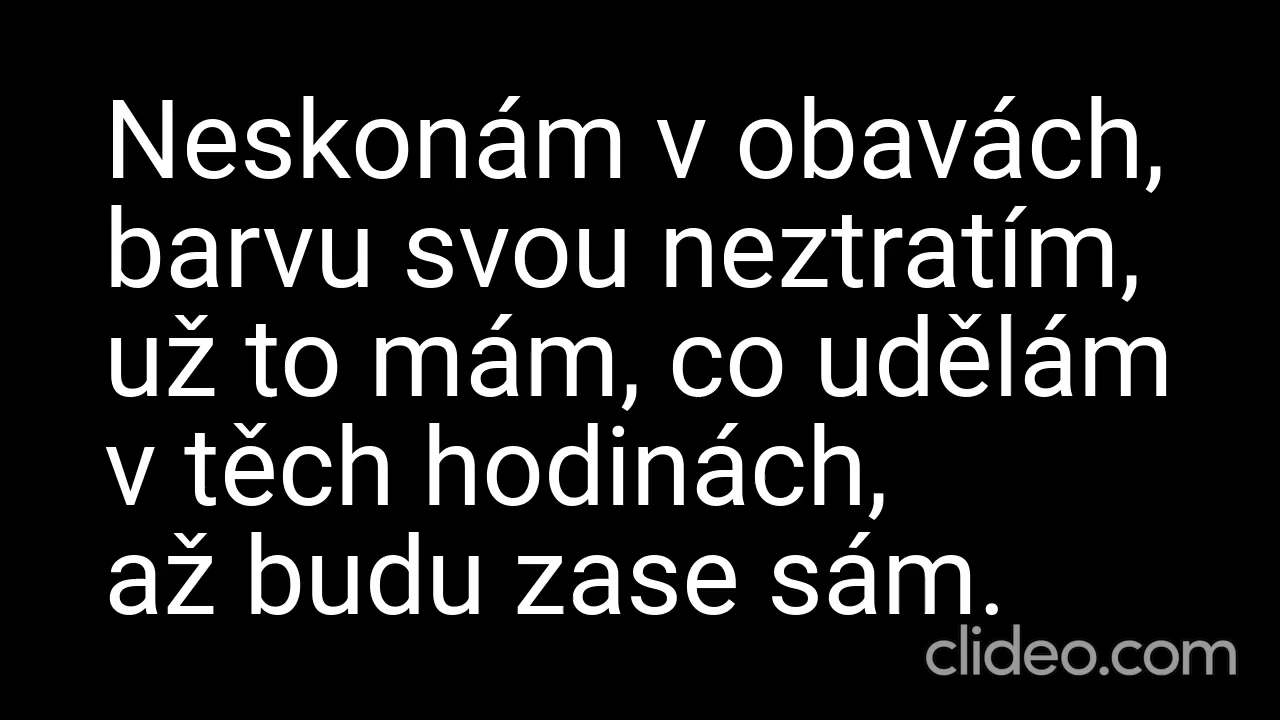 Neskonám v obavách,
barvu svou neztratím,
už to mám, co udělám
v těch hodinách,
až budu zase sám.
clideo.com